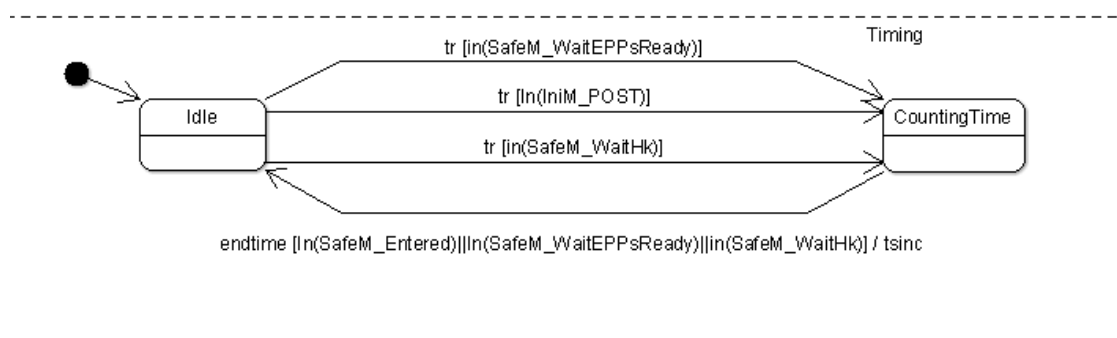 Timing
tr [in(SafeM_WaitEPPsReady)]
tr [In(IniM_POST)]
Idle
CountingTime
tr [in(SafeM_WaitHk)]
endtime [In(SafeM_Entered)||In(SafeM_WaitEPPsReady)||in(SafeM_WaitHk)] / tsinc